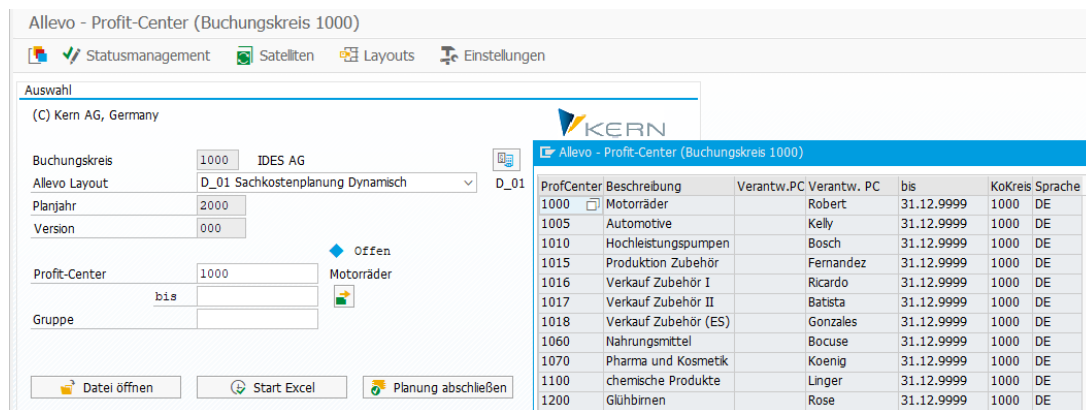 Allevo - Profit-Center (Buchungskreis 1000)
Statusmanagement Satelliten Layouts Einstellungen
Auswahl
(C) Kern AG, Germany
KERN
Buchungskreis 1000 IDES AG
Allevo Layout D_01 Sachkostenplanung Dynamisch D_01
Planjahr 2000
Version 000
Offen
Profit-Center 1000 Motorräder
bis
Gruppe
Datei öffnen Start Excel Planung abschließen
Allevo - Profit-Center (Buchungskreis 1000)
ProfCenter Beschreibung Verantw.PC Verantw. PC bis KoKreis Sprache
1000 Motorräder Robert 31.12.9999 1000 DE
1005 Automotive Kelly 31.12.9999 1000 DE
1010 Hochleistungspumpen Bosch 31.12.9999 1000 DE
1015 Produktion Zubehör Fernandez 31.12.9999 1000 DE
1016 Verkauf Zubehör I Ricardo 31.12.9999 1000 DE
1017 Verkauf Zubehör II Batista 31.12.9999 1000 DE
1018 Verkauf Zubehör (ES) Gonzales 31.12.9999 1000 DE
1060 Nahrungsmittel Bocuse 31.12.9999 1000 DE
1070 Pharma und Kosmetik Koenig 31.12.9999 1000 DE
1100 chemische Produkte Linger 31.12.9999 1000 DE
1200 Glühbirnen Rose 31.12.9999 1000 DE